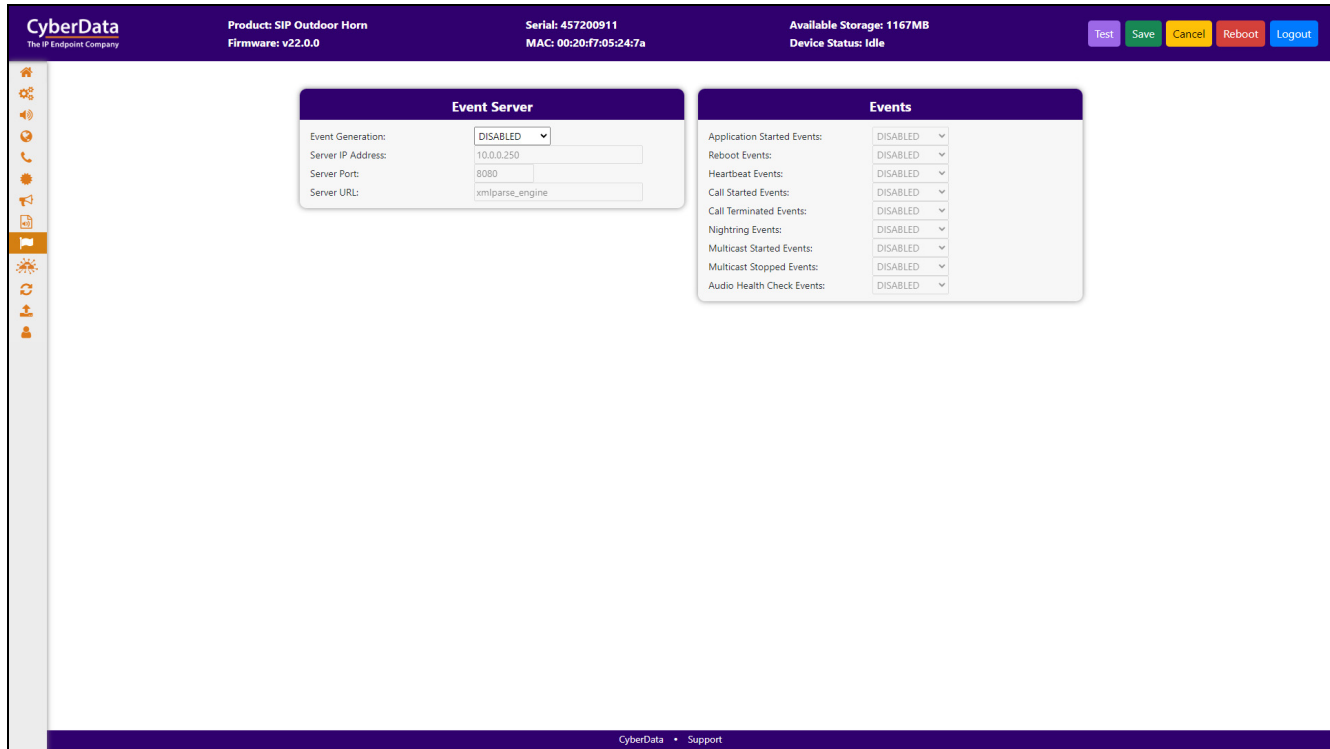 CyberData
The IP Endpoint Company
Product: SIP Outdoor Horn
Firmware: v22.0.0
Serial: 457200911
MAC: 00:20:f7:05:24:7a
Available Storage: 1167MB
Device Status: Idle
Test Save Cancel Reboot Logout
Event Server
Event Generation: DISABLED
Server IP Address: 10.0.0.250
Server Port: 8080
Server URL: xmlparse_engine
Events
Application Started Events: DISABLED
Reboot Events: DISABLED
Heartbeat Events: DISABLED
Call Started Events: DISABLED
Call Terminated Events: DISABLED
Nightring Events: DISABLED
Multicast Started Events: DISABLED
Multicast Stopped Events: DISABLED
Audio Health Check Events: DISABLED
CyberData • Support